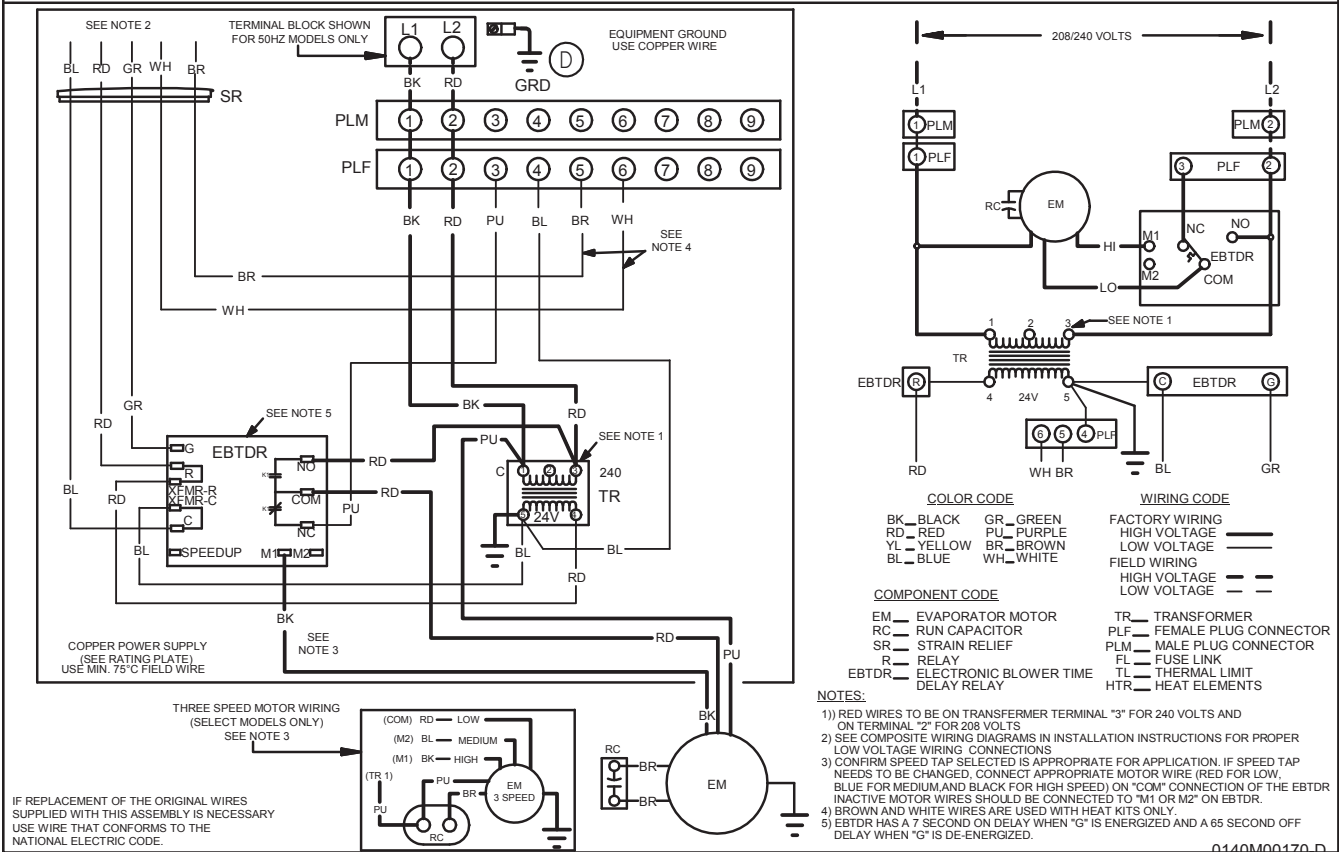 SEE NOTE 2
TERMINAL BLOCK SHOWN
FOR 50HZ MODELS ONLY
L1 L2
EQUIPMENT GROUND
USE COPPER WIRE
D
GRD
BL RD GR WH BR
SR
BK RD
PLM 1 2 3 4 5 6 7 8 9
PLF 1 2 3 4 5 6 7 8 9
BK RD PU BL BR WH
SEE
NOTE 4
BR
WH
GR
RD
BL
SEE NOTE 5
EBTDR
G
R
XFMR-R
XFMR-C
C
SPEEDUP
M1 M2
K1
K1
NO
COM
NC
RD
RD
PU
BK
PU
RD
SEE NOTE 1
C 1 2 3 240
TR
5 24V 4
BL
BL
RD
RD
BL
BK
SEE
NOTE 3
RD
PU
COPPER POWER SUPPLY
(SEE RATING PLATE)
USE MIN. 75°C FIELD WIRE
THREE SPEED MOTOR WIRING
(SELECT MODELS ONLY)
SEE NOTE 3
(COM) RD LOW
(M2) BL MEDIUM
(M1) BK HIGH
(TR 1)
PU
PU
BR
EM
3 SPEED
RC
BK
RC
BR
BR
EM
IF REPLACEMENT OF THE ORIGINAL WIRES
SUPPLIED WITH THIS ASSEMBLY IS NECESSARY
USE WIRE THAT CONFORMS TO THE
NATIONAL ELECTRIC CODE.
208/240 VOLTS
L1 L2
1 PLM
PLM 2
1 PLF
3 PLF 2
RC
EM
HI
LO
M1
M2
NC
NO
EBTDR
COM
SEE NOTE 1
1 2 3
TR
4 24V 5
EBTDR R
C EBTDR G
6 5 4 PLF
RD
WH BR
BL
GR
COLOR CODE
BK BLACK GR GREEN
RD RED PU PURPLE
YL YELLOW BR BROWN
BL BLUE WH WHITE
WIRING CODE
FACTORY WIRING
HIGH VOLTAGE
LOW VOLTAGE
FIELD WIRING
HIGH VOLTAGE
LOW VOLTAGE
COMPONENT CODE
EM EVAPORATOR MOTOR
RC RUN CAPACITOR
SR STRAIN RELIEF
R RELAY
EBTDR ELECTRONIC BLOWER TIME
DELAY RELAY
TR TRANSFORMER
PLF FEMALE PLUG CONNECTOR
PLM MALE PLUG CONNECTOR
FL FUSE LINK
TL THERMAL LIMIT
HTR HEAT ELEMENTS
NOTES:
1)) RED WIRES TO BE ON TRANSFERMER TERMINAL "3" FOR 240 VOLTS AND
ON TERMINAL "2" FOR 208 VOLTS
2) SEE COMPOSITE WIRING DIAGRAMS IN INSTALLATION INSTRUCTIONS FOR PROPER
LOW VOLTAGE WIRING CONNECTIONS
3) CONFIRM SPEED TAP SELECTED IS APPROPRIATE FOR APPLICATION. IF SPEED TAP
NEEDS TO BE CHANGED, CONNECT APPROPRIATE MOTOR WIRE (RED FOR LOW,
BLUE FOR MEDIUM,AND BLACK FOR HIGH SPEED) ON "COM" CONNECTION OF THE EBTDR
INACTIVE MOTOR WIRES SHOULD BE CONNECTED TO "M1 OR M2" ON EBTDR.
4) BROWN AND WHITE WIRES ARE USED WITH HEAT KITS ONLY.
5) EBTDR HAS A 7 SECOND ON DELAY WHEN "G" IS ENERGIZED AND A 65 SECOND OFF
DELAY WHEN "G" IS DE-ENERGIZED.
0140M00170-D